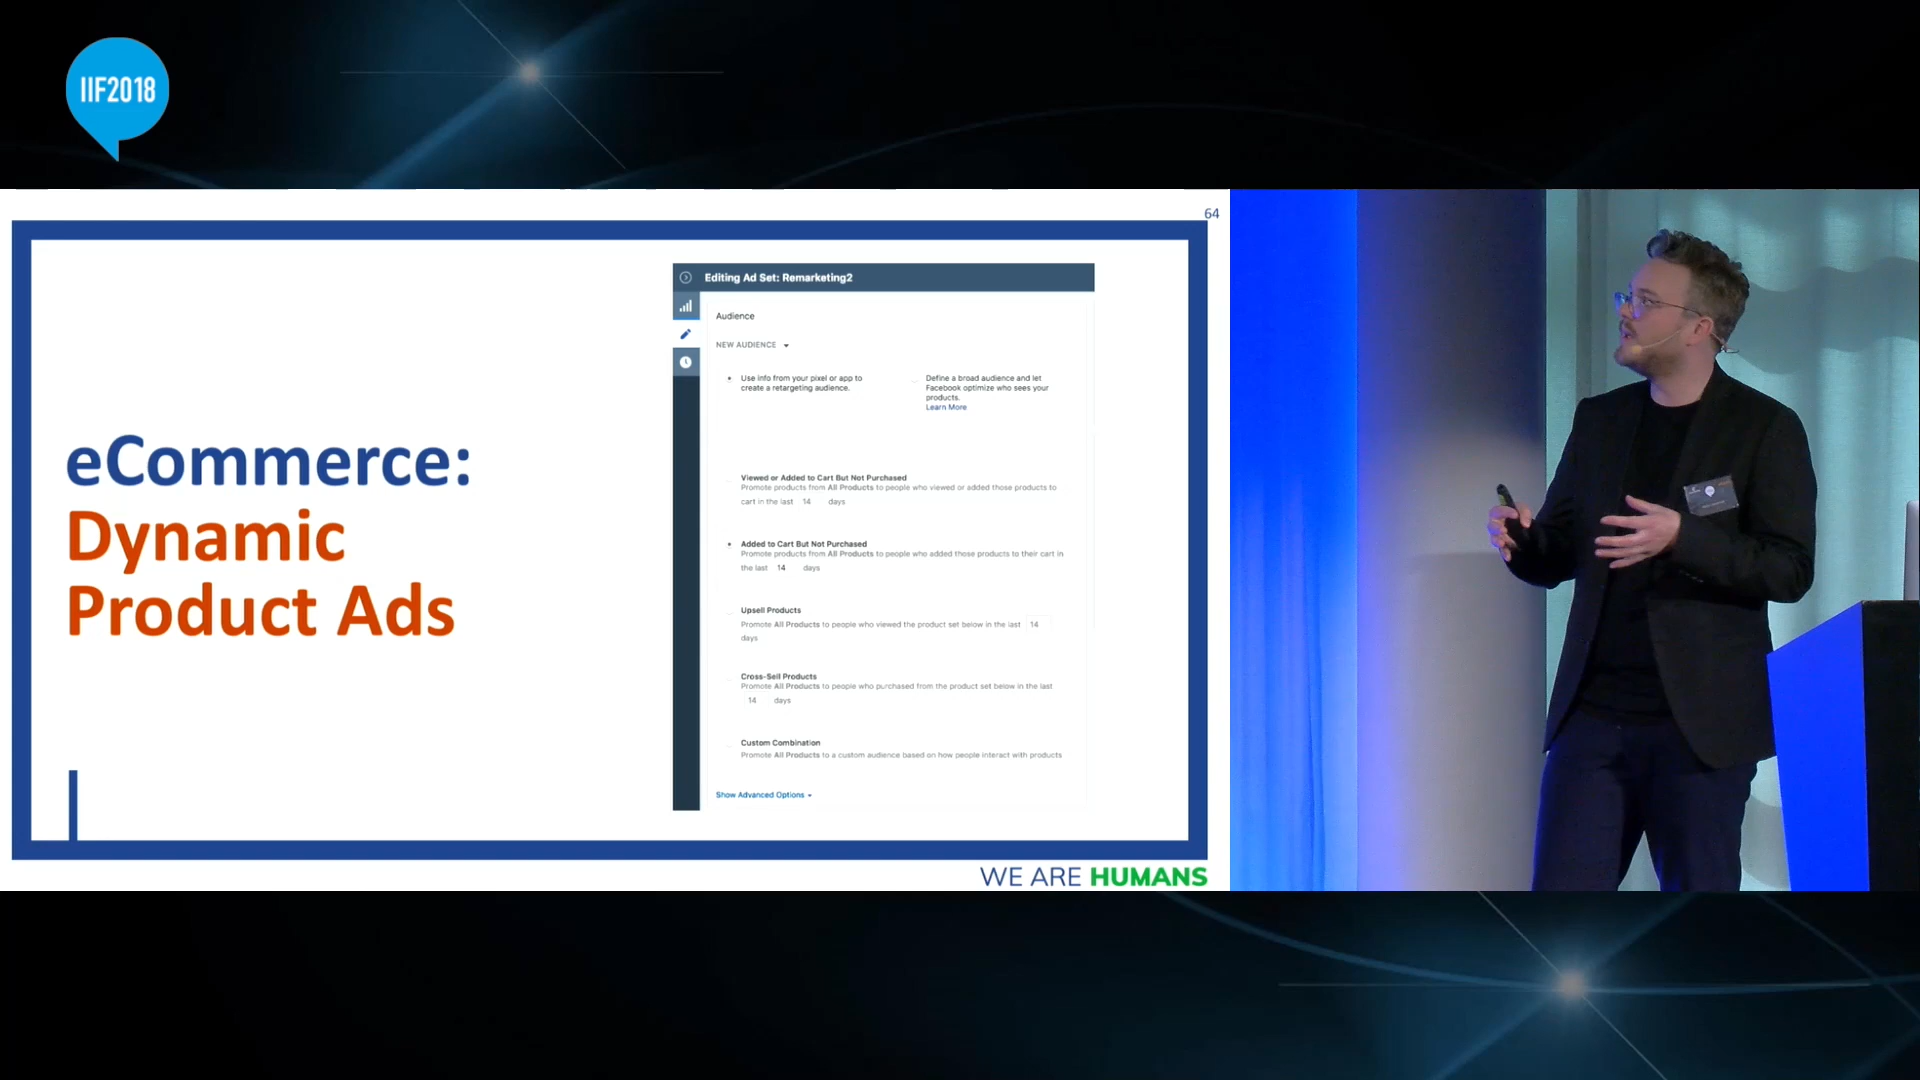 IIF2018
64
eCommerce:
Dynamic
Product Ads
Editing Ad Set: Remarketing2
Audience
NEW AUDIENCE
Use info from your pixel or app to
create a retargeting audience.
Define a broad audience and let
Facebook optimize who sees your
products.
Learn More
Viewed or Added to Cart But Not Purchased
Promote products from All Products to people who viewed or added those products to
cart in the last 14 days
Added to Cart But Not Purchased
Promote products from All Products to people who added those products to their cart in
the last 14 days
Upsell Products
Promote All Products to people who viewed the product set below in the last 14
days
Cross-Sell Products
Promote All Products to people who purchased from the product set below in the last
14 days
Custom Combination
Promote All Products to a custom audience based on how people interact with products
Show Advanced Options
WE ARE HUMANS